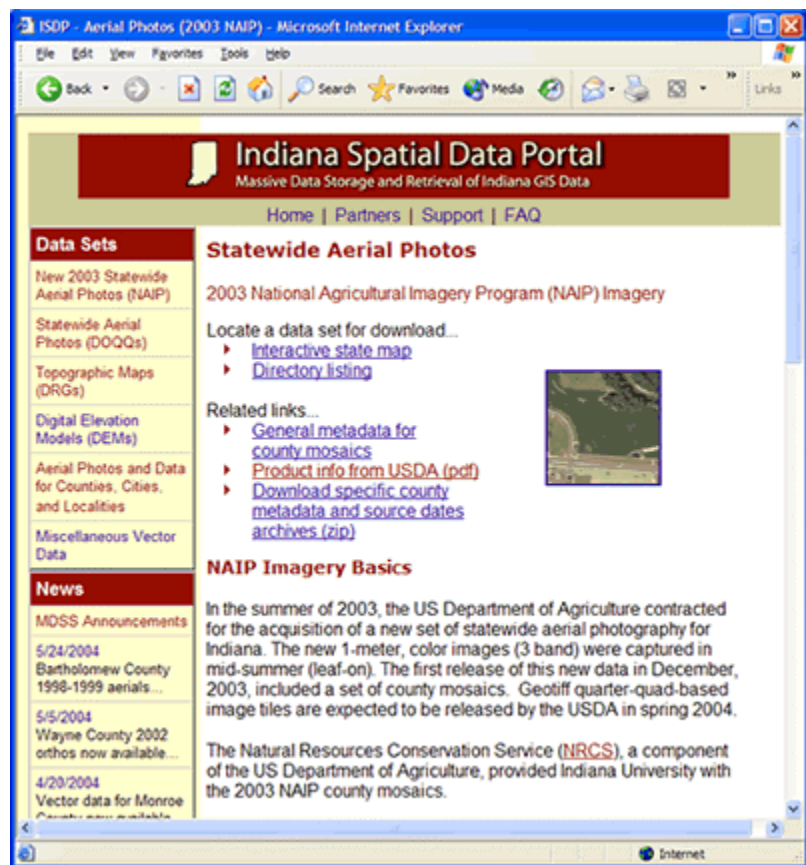 ISDP - Aerial Photos (2003 NAIP) - Microsoft Internet Explorer
File Edit View Favorites Tools Help
Back Search Favorites Media » Links »
Indiana Spatial Data Portal
Massive Data Storage and Retrieval of Indiana GIS Data
Home | Partners | Support | FAQ
Data Sets
New 2003 Statewide
Aerial Photos (NAIP)
Statewide Aerial
Photos (DOQQs)
Topographic Maps
(DRGs)
Digital Elevation
Models (DEMs)
Aerial Photos and Data
for Counties, Cities,
and Localities
Miscellaneous Vector
Data
News
MDSS Announcements
5/24/2004
Bartholomew County
1998-1999 aerials...
5/5/2004
Wayne County 2002
orthos now available...
4/20/2004
Vector data for Monroe
County now available
Statewide Aerial Photos
2003 National Agricultural Imagery Program (NAIP) Imagery
Locate a data set for download...
Interactive state map
Directory listing
Related links...
General metadata for
county mosaics
Product info from USDA (pdf)
Download specific county
metadata and source dates
archives (zip)
NAIP Imagery Basics
In the summer of 2003, the US Department of Agriculture contracted
for the acquisition of a new set of statewide aerial photography for
Indiana. The new 1-meter, color images (3 band) were captured in
mid-summer (leaf-on). The first release of this new data in December,
2003, included a set of county mosaics. Geotiff quarter-quad-based
image tiles are expected to be released by the USDA in spring 2004.
The Natural Resources Conservation Service (NRCS), a component
of the US Department of Agriculture, provided Indiana University with
the 2003 NAIP county mosaics.
Internet